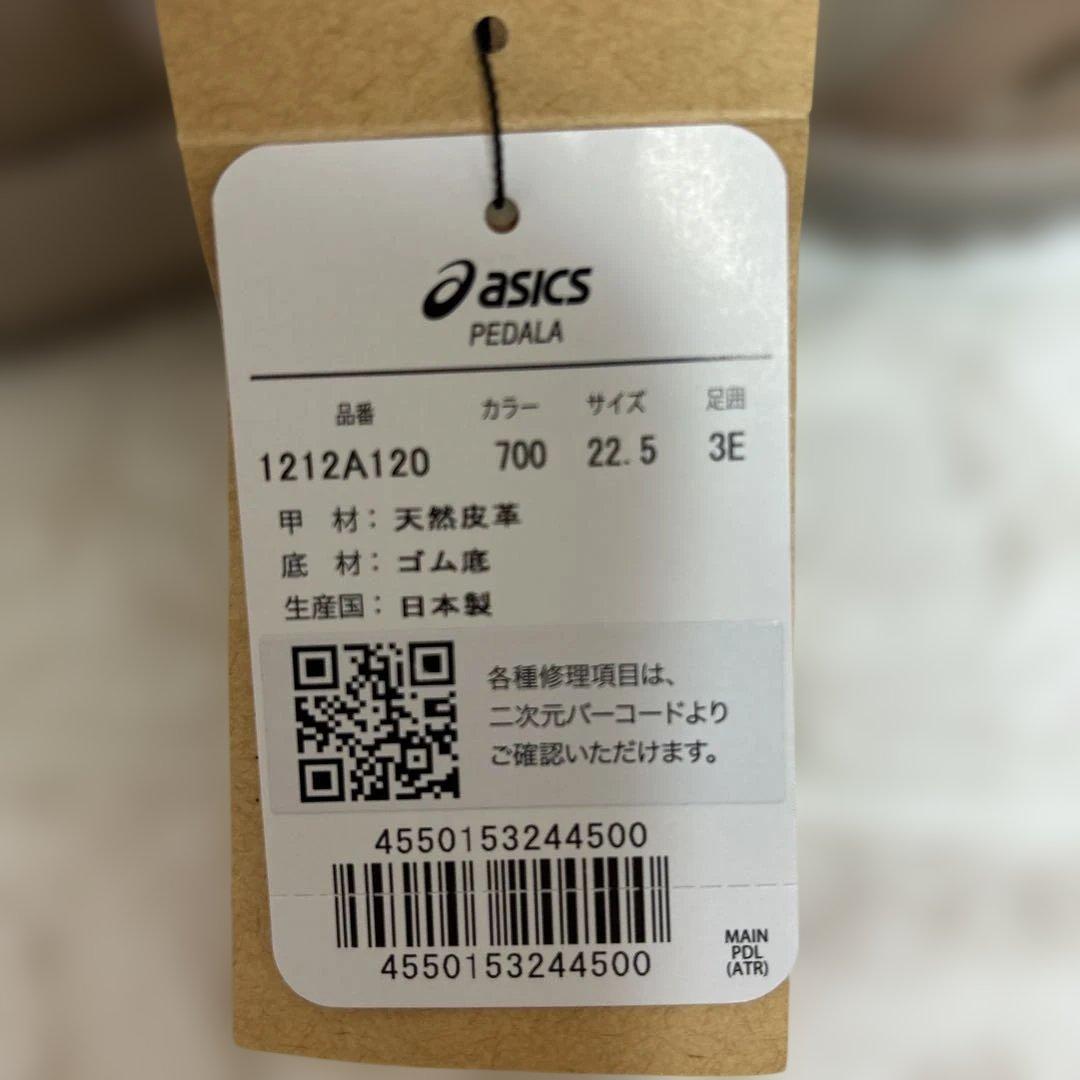 asics
PEDALA
品番 カラー サイズ 足囲
1212A120 700 22.5 3E
甲 材： 天然皮革
底 材： ゴム底
生産国： 日本製
各種修理項目は、
二次元バーコードより
ご確認いただけます。
4550153244500
4550153244500
MAIN
PDL
(ATR)